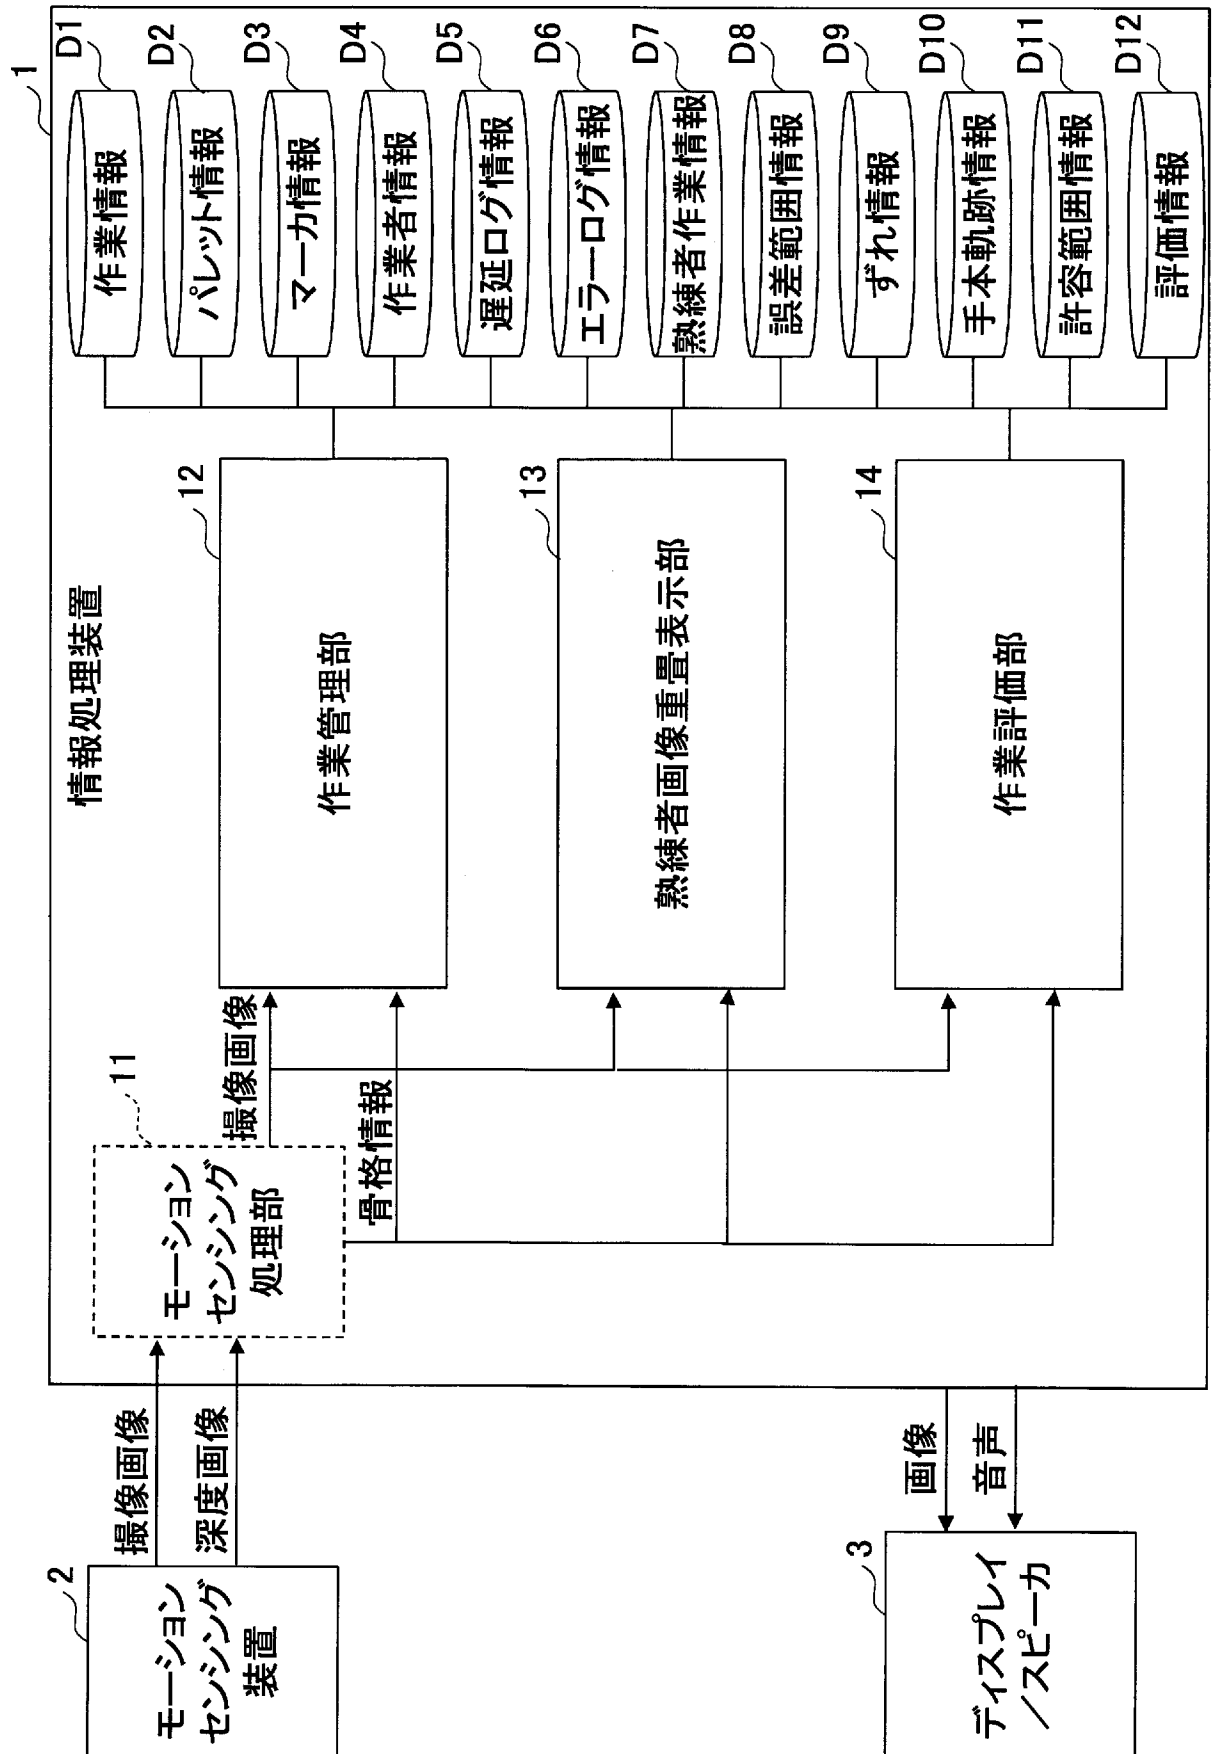 1
情報処理装置
2
モーション
センシング
装置
撮像画像
深度画像
11
モーション
センシング
処理部
撮像画像
骨格情報
12
作業管理部
13
熟練者画像重畳表示部
14
作業評価部
D1
作業情報
D2
パレット情報
D3
マーカ情報
D4
作業者情報
D5
遅延ログ情報
D6
エラーログ情報
D7
熟練者作業情報
D8
誤差範囲情報
D9
ずれ情報
D10
手本軌跡情報
D11
許容範囲情報
D12
評価情報
画像
音声
3
ディスプレイ
／スピーカ